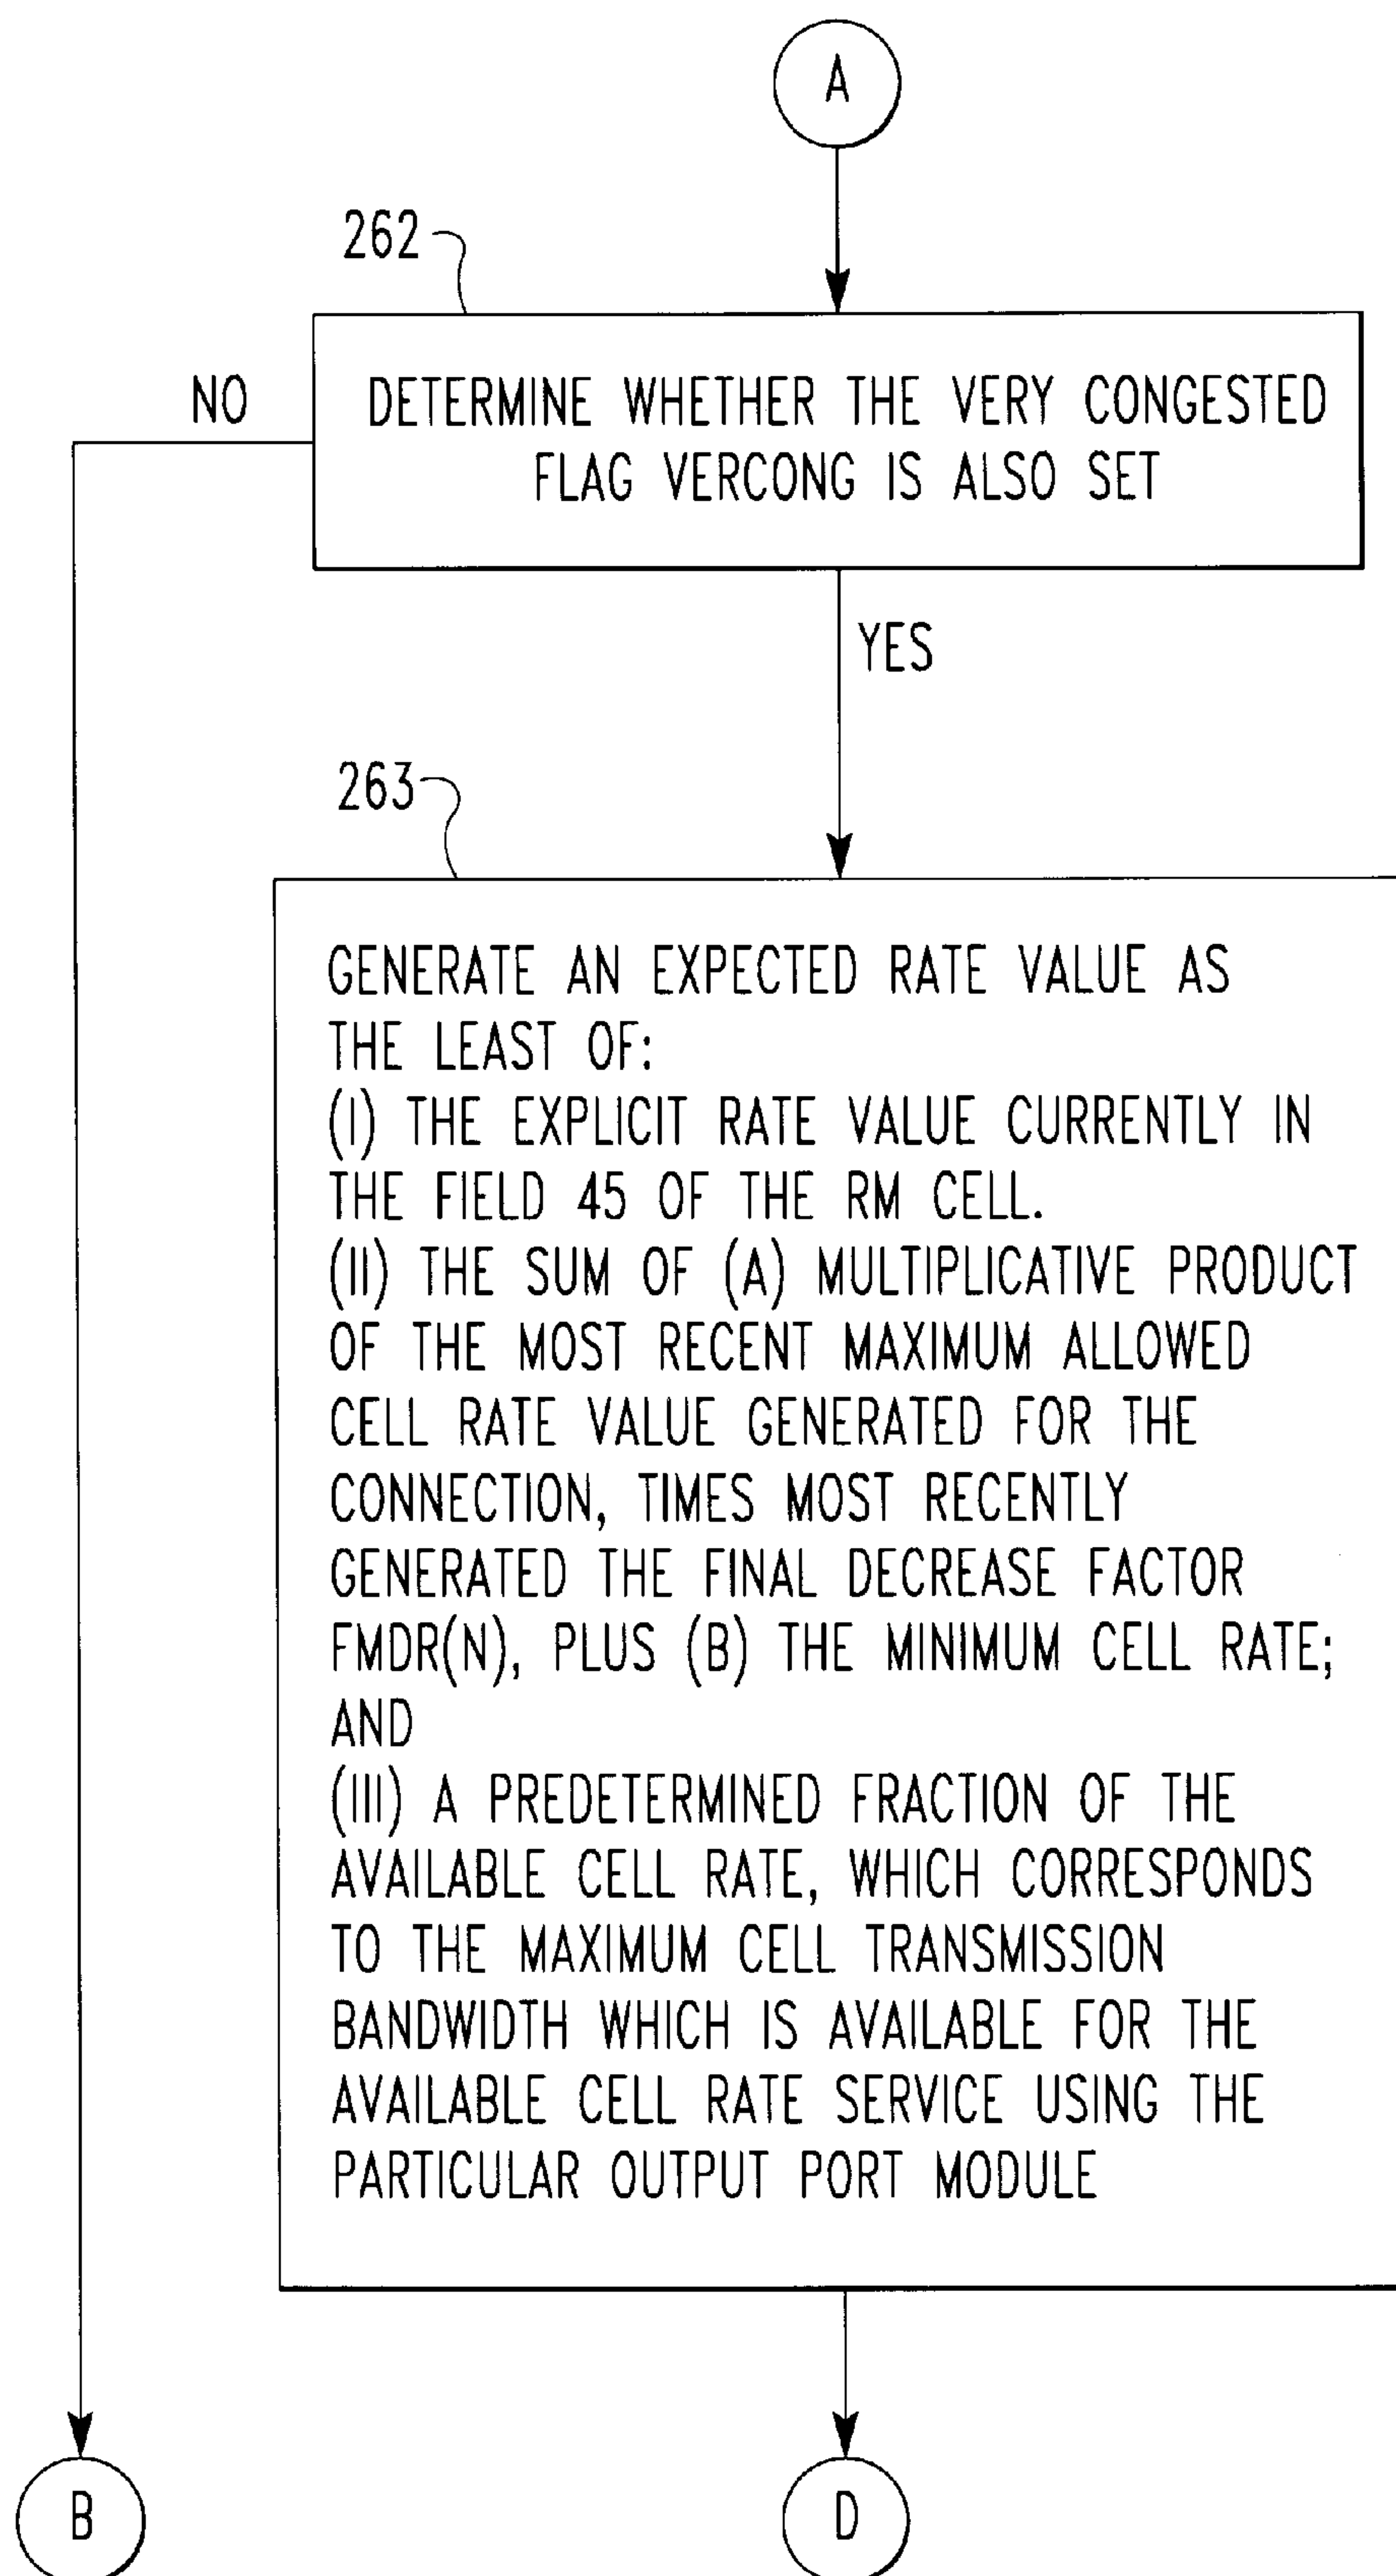 A
262
NO
DETERMINE WHETHER THE VERY CONGESTED
FLAG VERCONG IS ALSO SET
YES
263
GENERATE AN EXPECTED RATE VALUE AS
THE LEAST OF:
(I) THE EXPLICIT RATE VALUE CURRENTLY IN
THE FIELD 45 OF THE RM CELL.
(II) THE SUM OF (A) MULTIPLICATIVE PRODUCT
OF THE MOST RECENT MAXIMUM ALLOWED
CELL RATE VALUE GENERATED FOR THE
CONNECTION, TIMES MOST RECENTLY
GENERATED THE FINAL DECREASE FACTOR
FMDR(N), PLUS (B) THE MINIMUM CELL RATE;
AND
(III) A PREDETERMINED FRACTION OF THE
AVAILABLE CELL RATE, WHICH CORRESPONDS
TO THE MAXIMUM CELL TRANSMISSION
BANDWIDTH WHICH IS AVAILABLE FOR THE
AVAILABLE CELL RATE SERVICE USING THE
PARTICULAR OUTPUT PORT MODULE
B
D